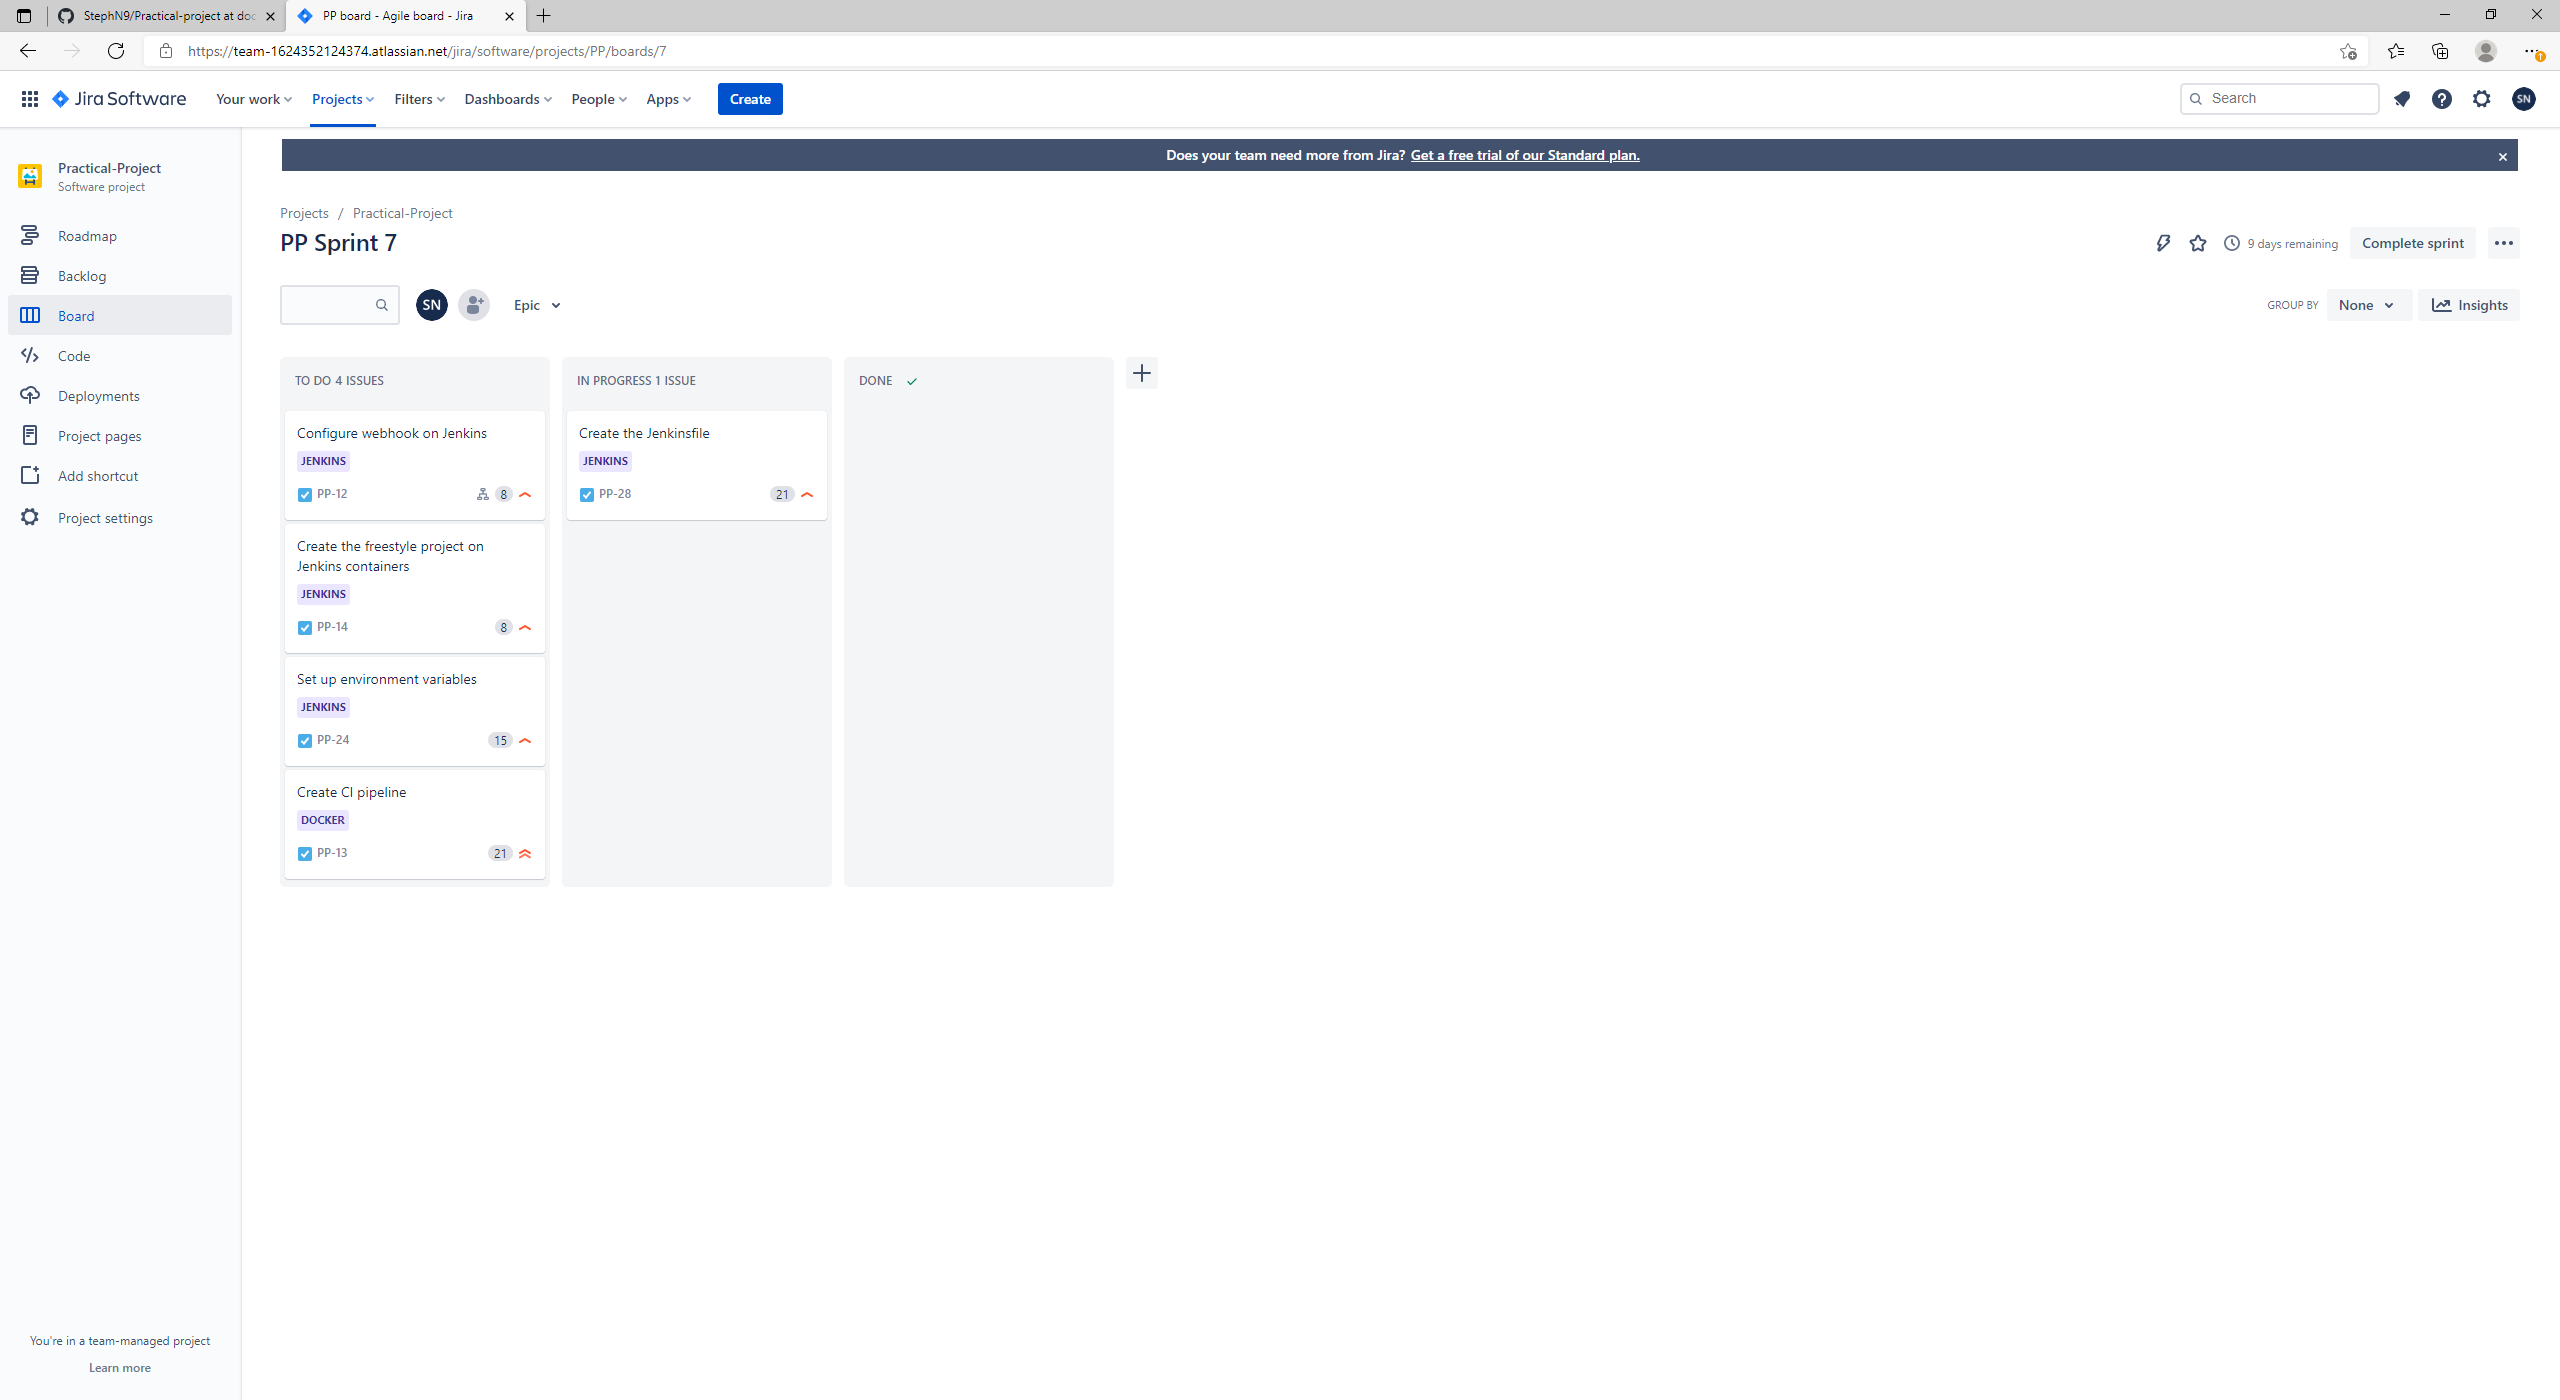 StephN9/Practical-project at doc
PP board - Agile board - Jira
https://team-1624352124374.atlassian.net/jira/software/projects/PP/boards/7
Jira Software
Your work
Projects
Filters
Dashboards
People
Apps
Create
Search
SN
Practical-Project
Software project
Roadmap
Backlog
Board
Code
Deployments
Project pages
Add shortcut
Project settings
You're in a team-managed project
Learn more
Does your team need more from Jira? Get a free trial of our Standard plan.
Projects / Practical-Project
PP Sprint 7
9 days remaining
Complete sprint
SN
Epic
GROUP BY
None
Insights
TO DO 4 ISSUES
Configure webhook on Jenkins
JENKINS
PP-12
8
Create the freestyle project on
Jenkins containers
JENKINS
PP-14
8
Set up environment variables
JENKINS
PP-24
15
Create CI pipeline
DOCKER
PP-13
21
IN PROGRESS 1 ISSUE
Create the Jenkinsfile
JENKINS
PP-28
21
DONE